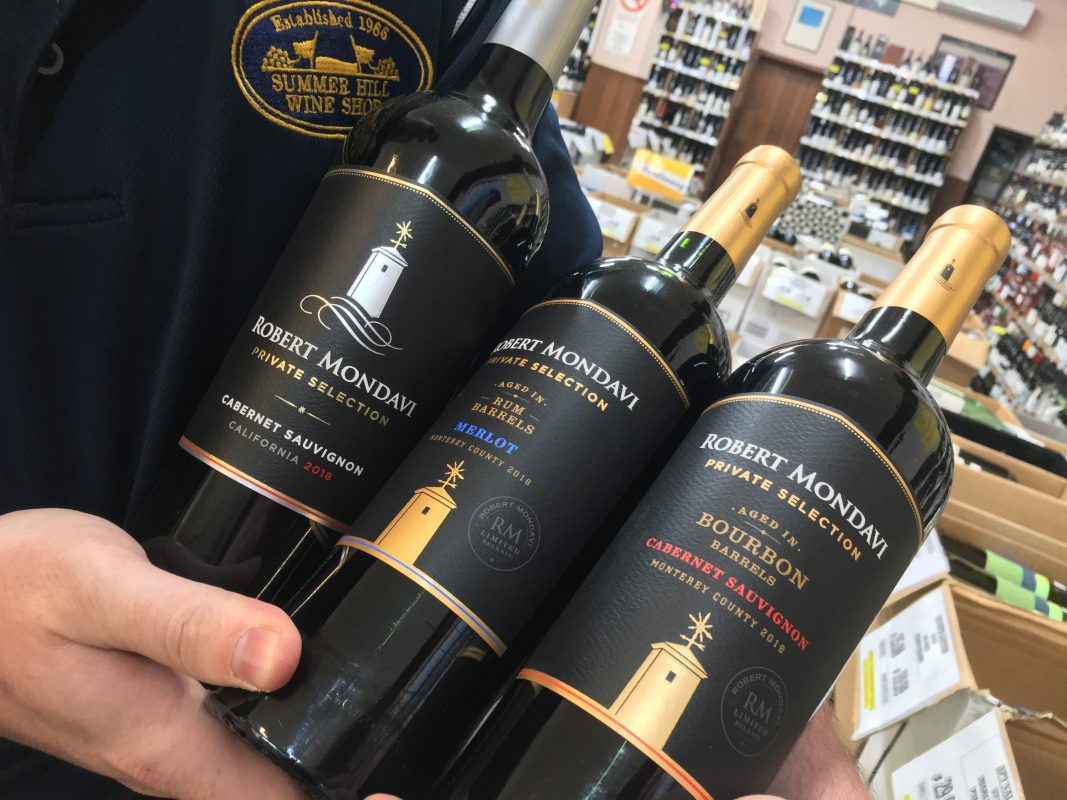 Established 1966
SUMMER HILL
WINE SHOP
ROBERT MONDAVI
PRIVATE SELECTION
CABERNET SAUVIGNON
CALIFORNIA 2018
ROBERT MONDAVI
PRIVATE SELECTION
· AGED IN ·
RUM
BARRELS
MERLOT
MONTEREY COUNTY 2018
ROBERT MONDAVI
RM
LIMITED
RELEASE
ROBERT MONDAVI
PRIVATE SELECTION
· AGED IN ·
BOURBON
BARRELS
CABERNET SAUVIGNON
MONTEREY COUNTY 2018
ROBERT MONDAVI
RM
LIMITED
RELEASE